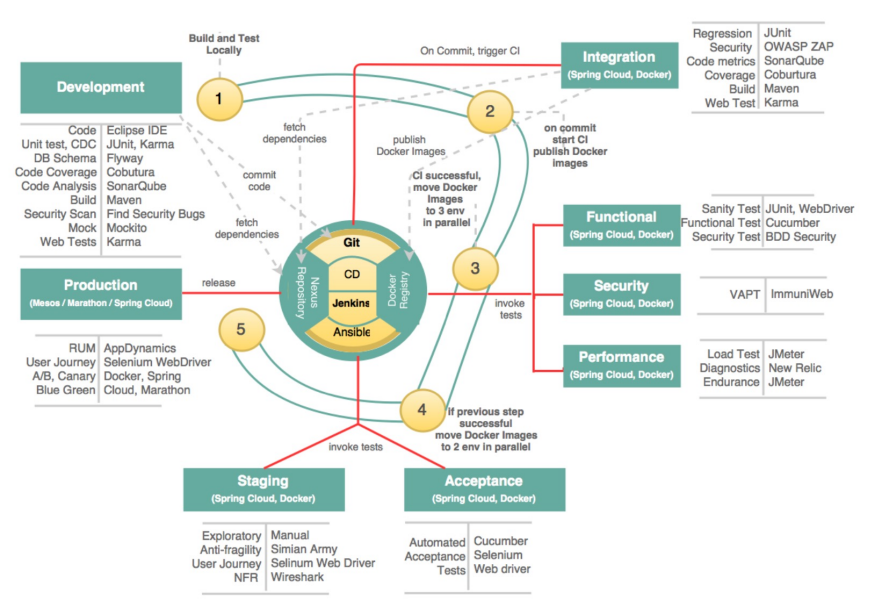 Build and Test
Locally
1
On Commit, trigger CI
Integration
(Spring Cloud, Docker)
Regression JUnit
Security OWASP ZAP
Code metrics SonarQube
Coverage Coburtura
Build Maven
Web Test Karma
Development
Code Eclipse IDE
Unit test, CDC JUnit, Karma
DB Schema Flyway
Code Coverage Cobutura
Code Analysis SonarQube
Build Maven
Security Scan Find Security Bugs
Mock Mockito
Web Tests Karma
fetch
dependencies
commit
code
fetch
dependencies
publish
Docker Images
2
on commit
start CI
publish Docker
images
CI successful,
move Docker
Images
to 3 env
in parallel
3
Git
CD
Jenkins
Ansible
Nexus
Repository
Docker
Registry
invoke
tests
Functional
(Spring Cloud, Docker)
Sanity Test JUnit, WebDriver
Functional Test Cucumber
Security Test BDD Security
Security
(Spring Cloud, Docker)
VAPT ImmuniWeb
Performance
(Spring Cloud, Docker)
Load Test JMeter
Diagnostics New Relic
Endurance JMeter
Production
(Mesos / Marathon / Spring Cloud)
release
RUM AppDynamics
User Journey Selenium WebDriver
A/B, Canary Docker, Spring
Blue Green Cloud, Marathon
5
4
if previous step
successful
move Docker Images
to 2 env in parallel
invoke tests
Staging
(Spring Cloud, Docker)
Exploratory Manual
Anti-fragility Simian Army
User Journey Selinum Web Driver
NFR Wireshark
Acceptance
(Spring Cloud, Docker)
Automated Cucumber
Acceptance Selenium
Tests Web driver